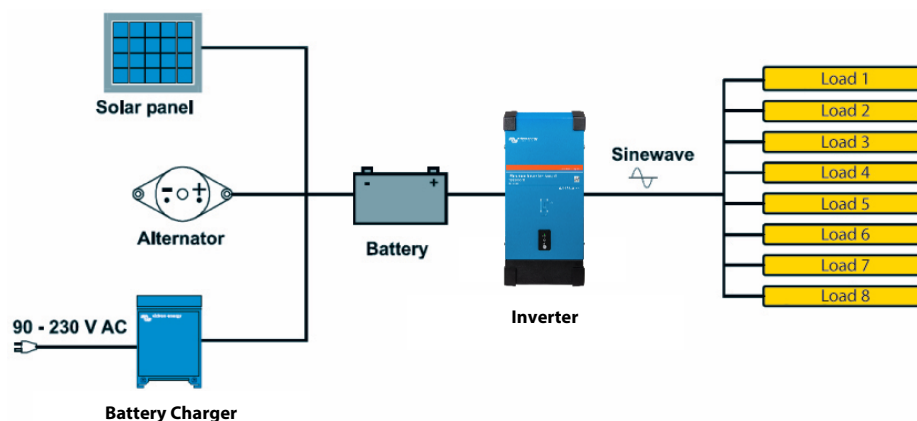 Solar panel
Alternator
90 - 230 V AC
Battery Charger
Battery
- +
- +
Inverter
Sinewave
Load 1
Load 2
Load 3
Load 4
Load 5
Load 6
Load 7
Load 8